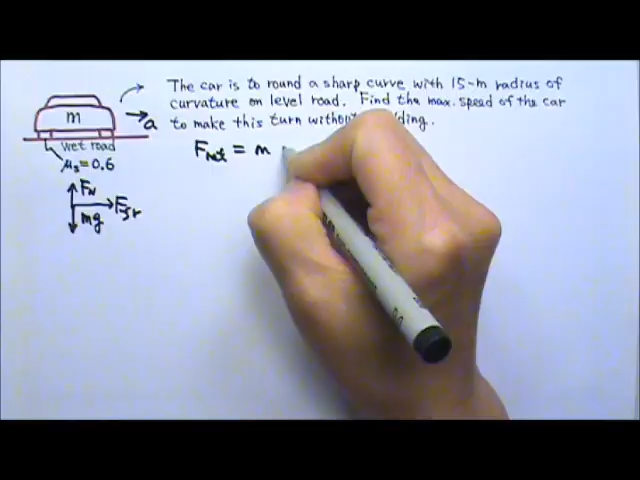 The car is to round a sharp curve with 15-m radius of
curvature on level road. Find the max. speed of the car
to make this turn without
m
a
wet road
μs = 0.6
FN
Ffr
mg
Fnet = m